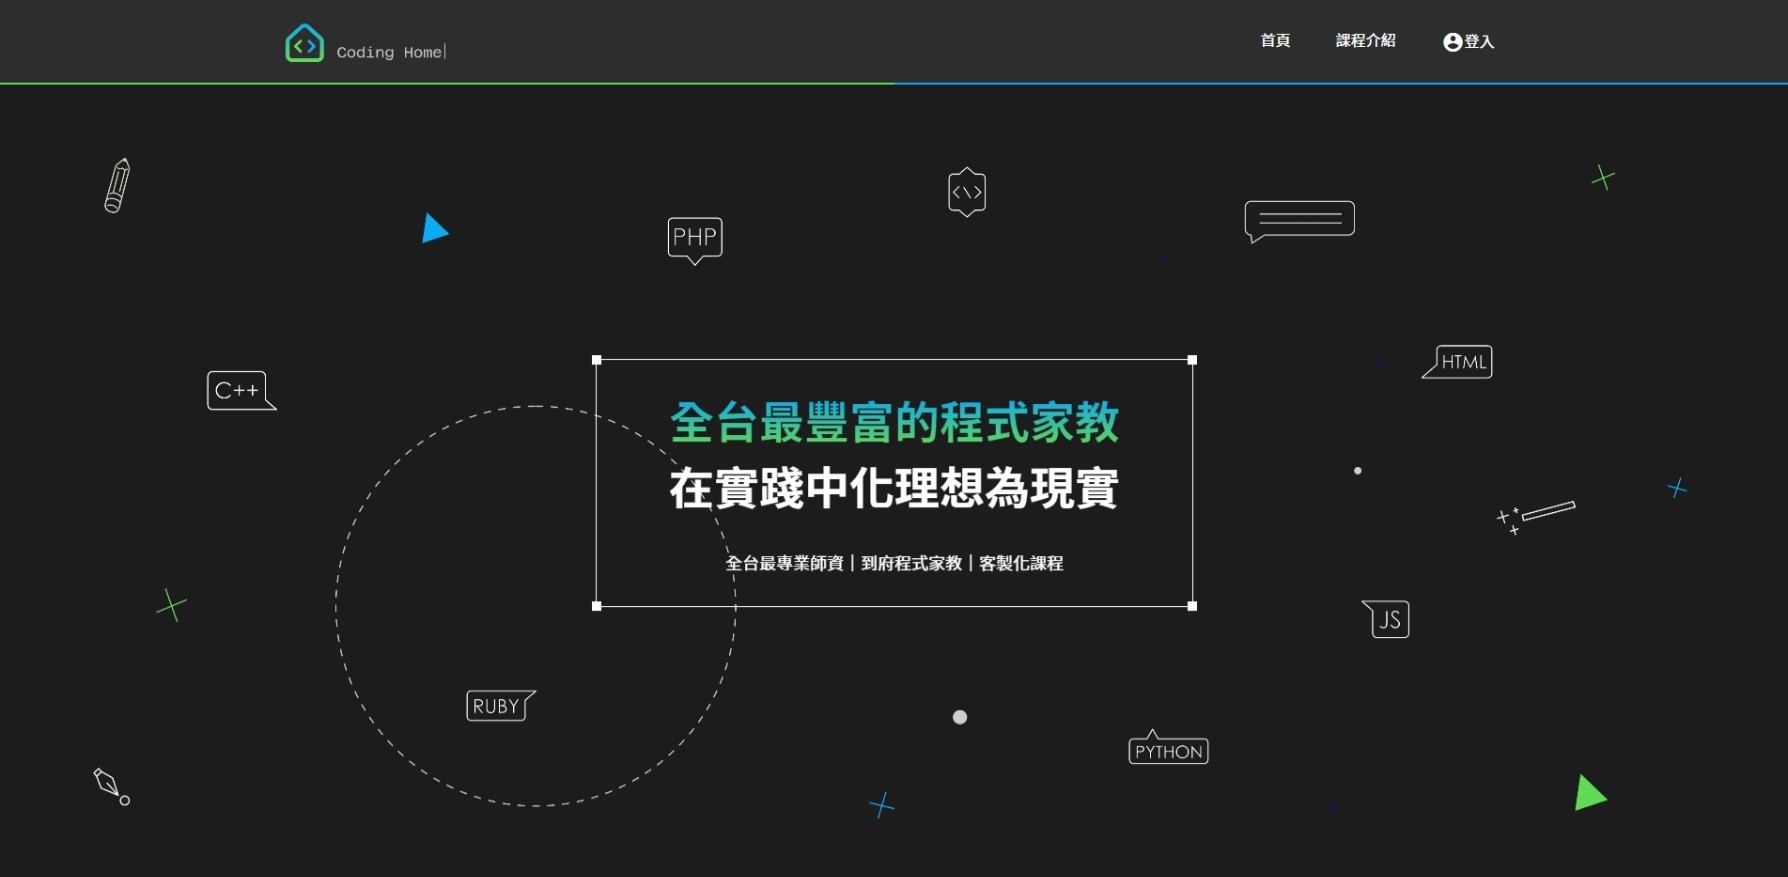 Coding Home
首頁 課程介紹 登入
PHP
C++
HTML
全台最豐富的程式家教
在實踐中化理想為現實
全台最專業師資 | 到府程式家教 | 客製化課程
JS
RUBY
PYTHON